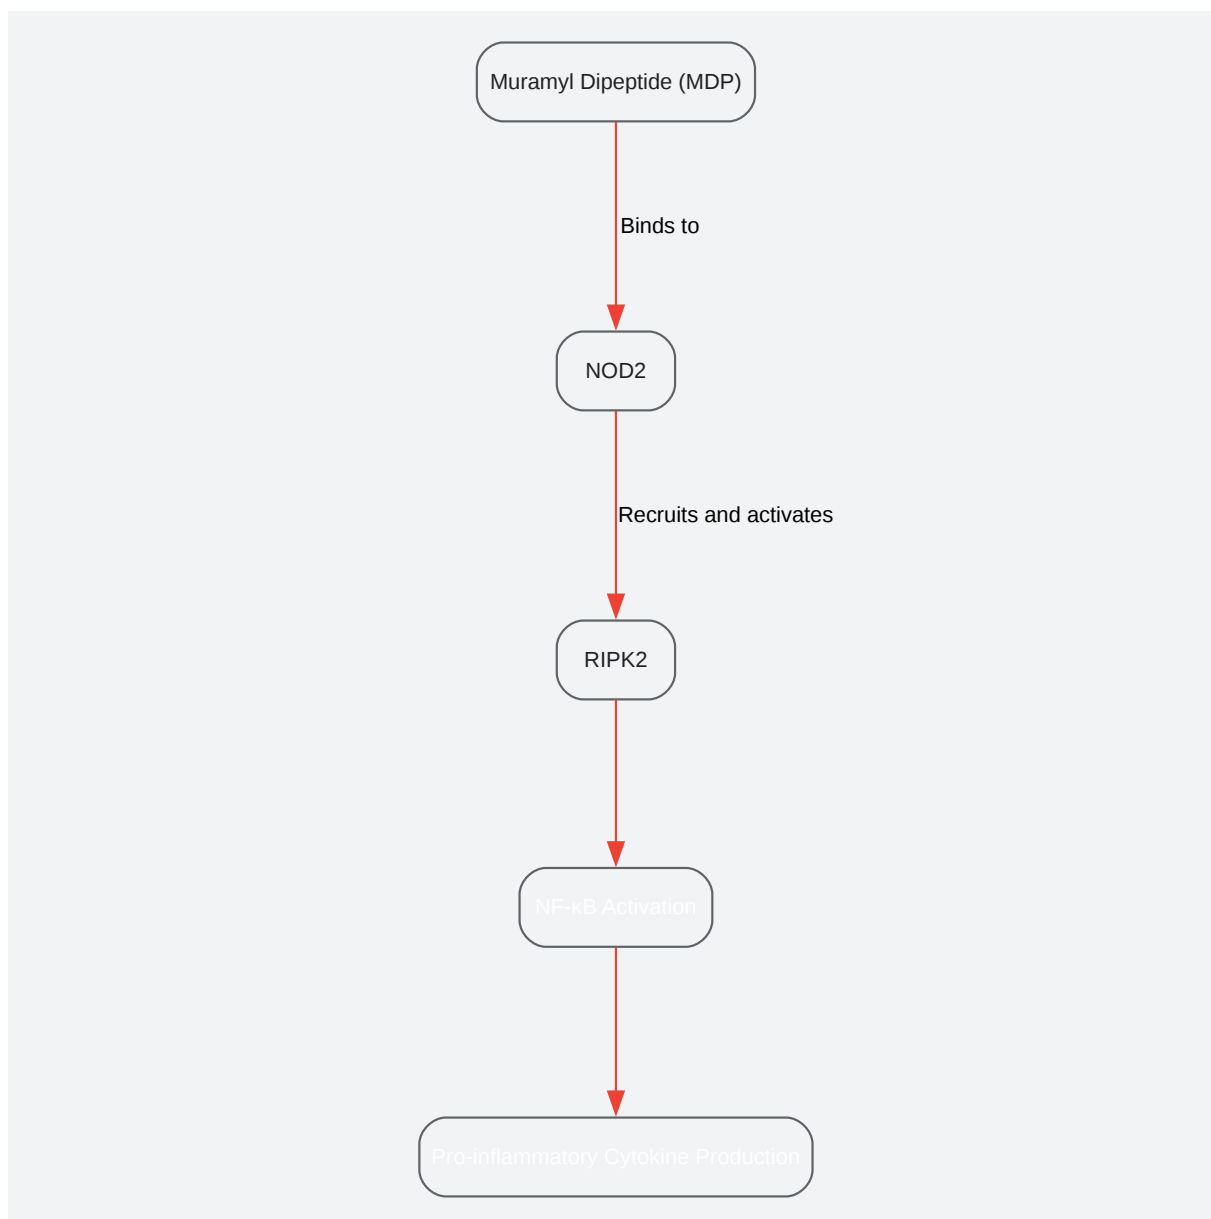 Muramyl Dipeptide (MDP)
Binds to
NOD2
Recruits and activates
RIPK2
NF-κB Activation
Pro-inflammatory Cytokine Production